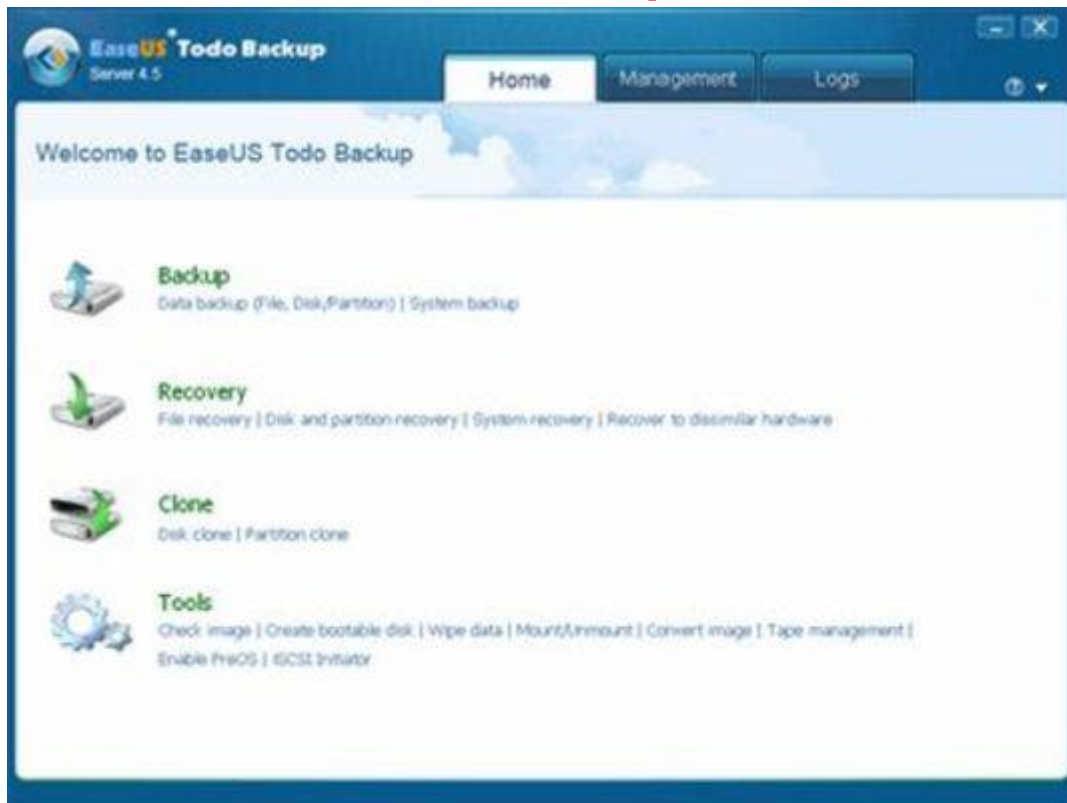 EaseUS Todo Backup
Server 4.5
Home
Management
Logs
Welcome to EaseUS Todo Backup
Backup
Data backup (File, Disk/Partition) | System backup
Recovery
File recovery | Disk and partition recovery | System recovery | Recover to dissimilar hardware
Clone
Disk clone | Partition clone
Tools
Check image | Create bootable disk | Wipe data | Mount/Unmount | Convert image | Tape management |
Enable PreOS | iSCSI Initiator